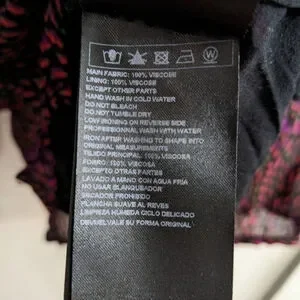 MAIN FABRIC: 100% VISCOSE
LINING: 100% VISCOSE
EXCEPT OTHER PARTS
HAND WASH IN COLD WATER
DO NOT BLEACH
DO NOT TUMBLE DRY
LOW IRONING ON REVERSE SIDE
PROFESSIONNAL WASH WITH WATER
IRON AFTER WASHING TO SHAPE INTO
ORIGINAL MEASUREMENTS
TEJIDO PRINCIPAL: 100% VISCOSA
FORRO: 100% VISCOSA
EXCEPTO OTRAS PARTES
LAVADO A MANO CON AGUA FRIA
NO USAR BLANQUEADOR
SECADO PROHIBIDO
PLANCHA SUAVE AL REVES
LIMPIEZA HUMEDA CICLO DELICADO
DEVUELVALE SU FORMA ORIGINAL